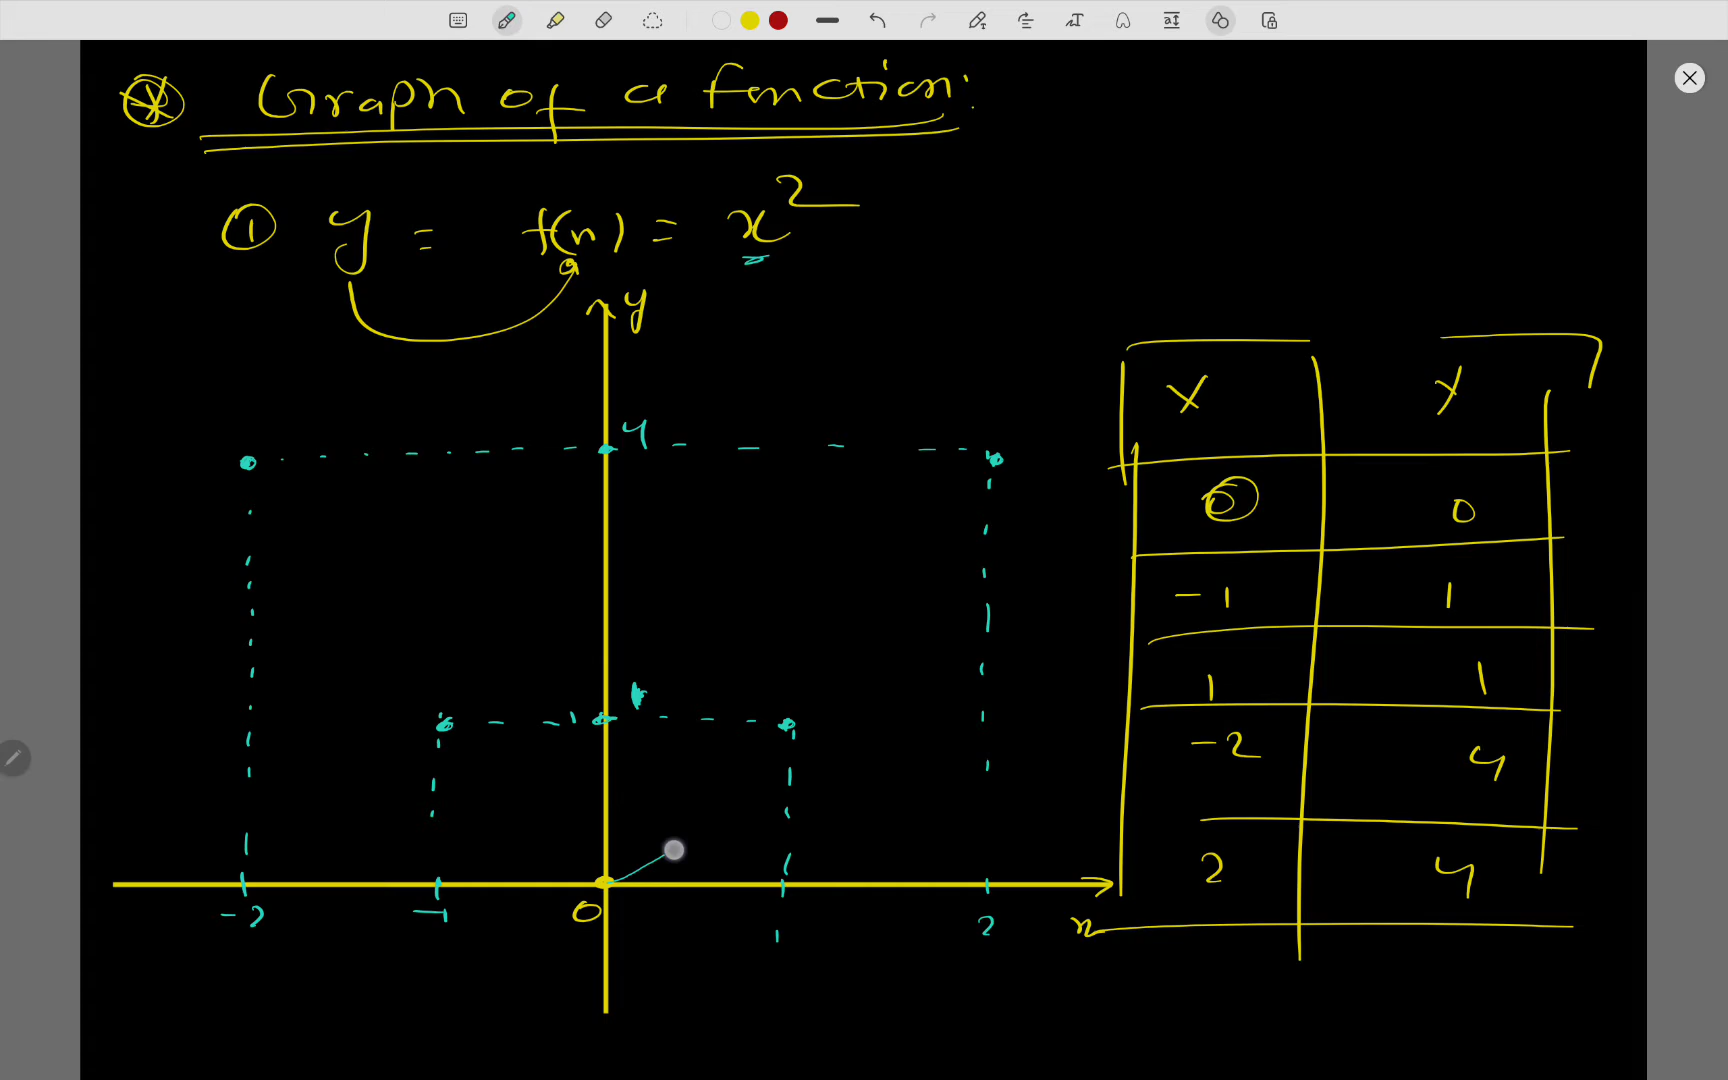 Graph of a function:
① y = f(x) = x²
y
X Y
4
0 0
-1 1
1 1
1
-2 4
2 4
-2 -1 0 1 2 x